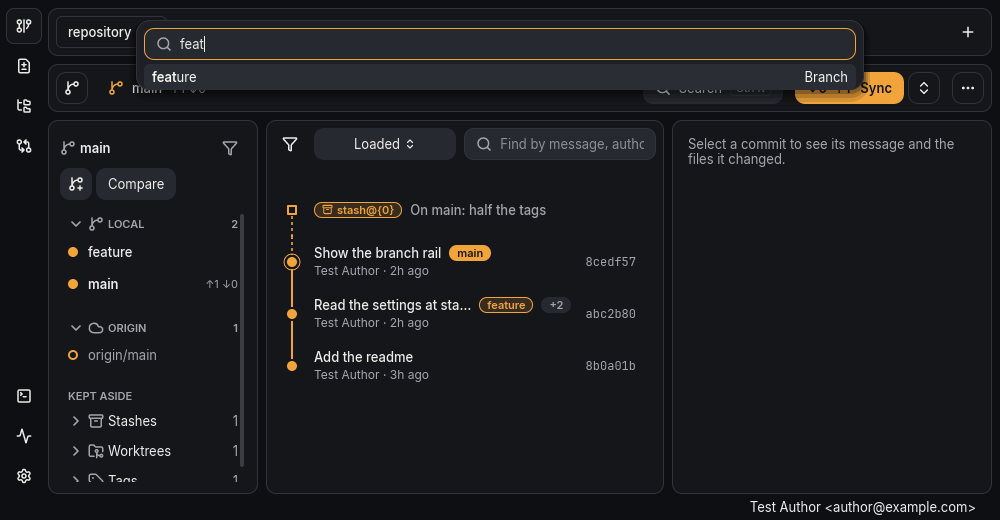 repository
feat
feature Branch
main
Search
Sync
main
Compare
LOCAL 2
feature
main ↑1 ↓0
ORIGIN 1
origin/main
KEPT ASIDE
Stashes 1
Worktrees 1
Tags 1
Loaded
Find by message, autho
stash@{0} On main: half the tags
Show the branch rail main
Test Author · 2h ago 8cedf57
Read the settings at sta... feature +2
Test Author · 2h ago abc2b80
Add the readme
Test Author · 3h ago 8b0a01b
Select a commit to see its message and the
files it changed.
Test Author <author@example.com>